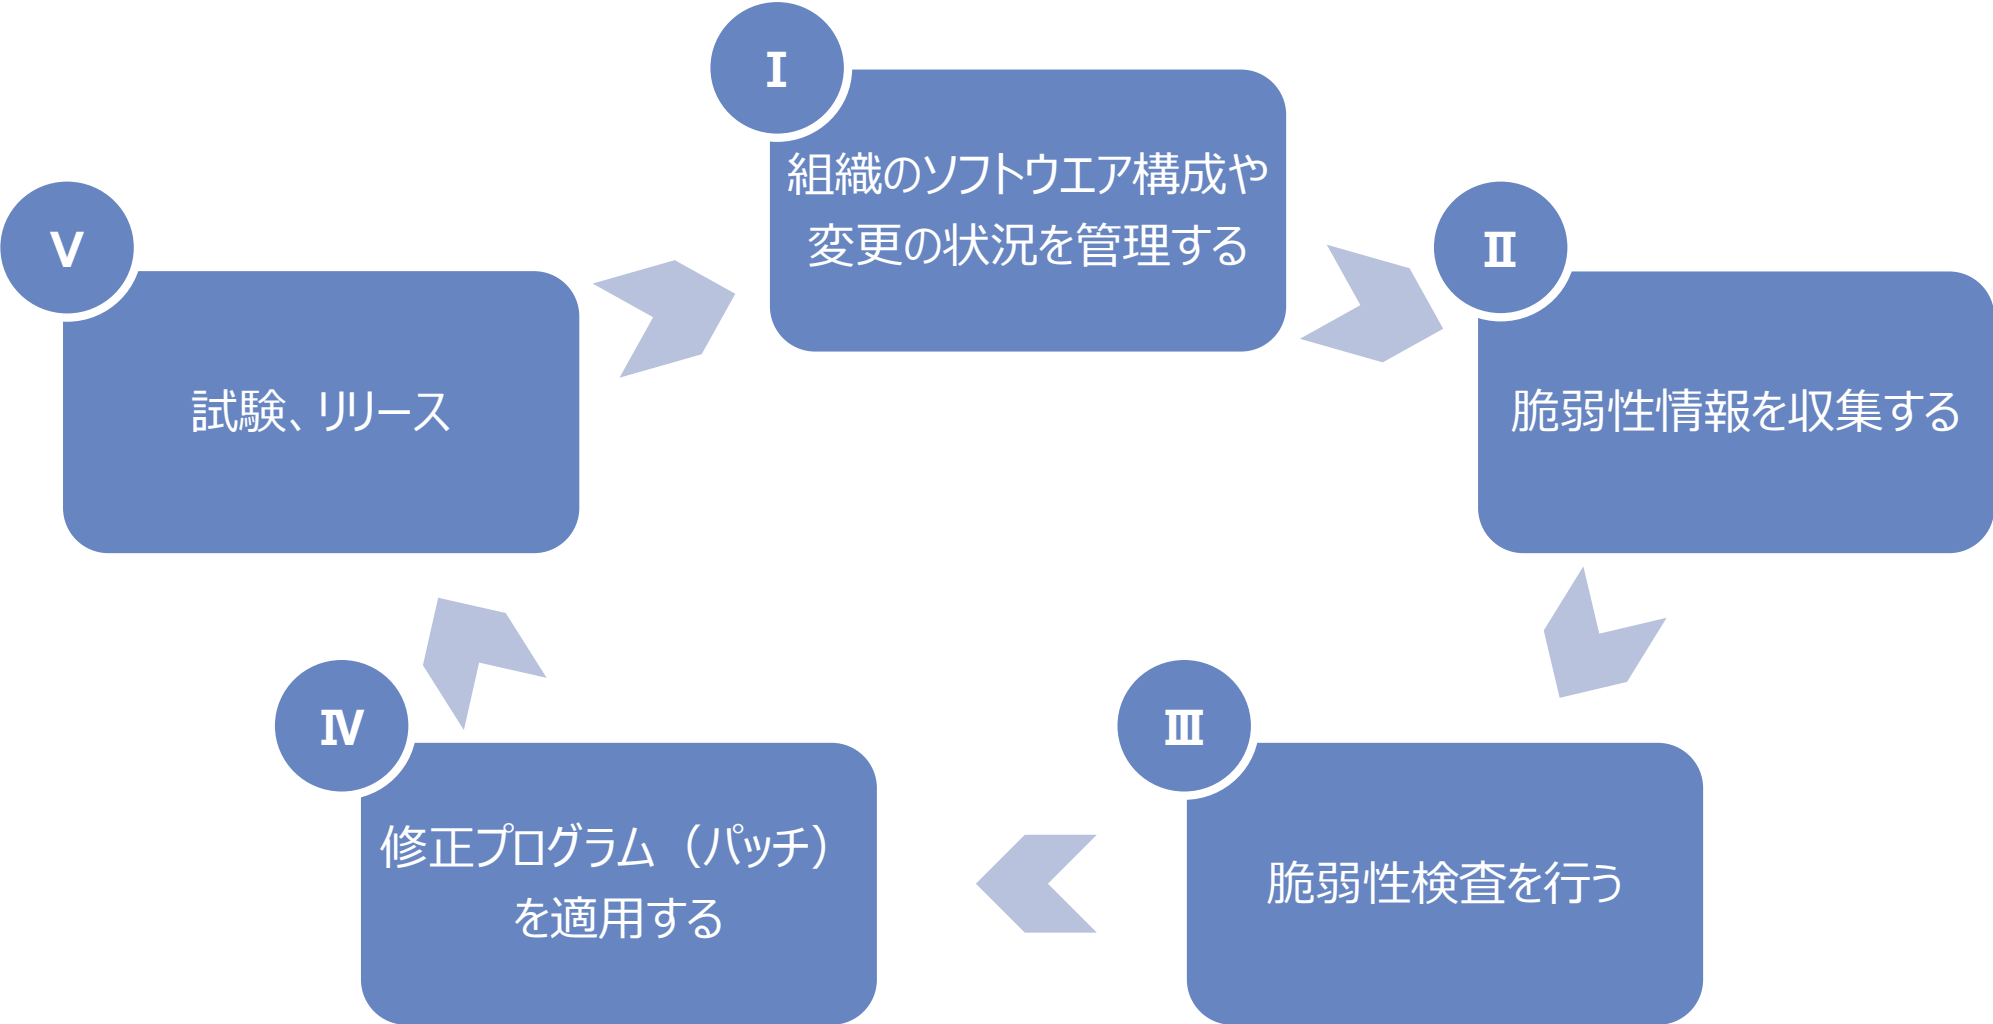 Ⅰ
組織のソフトウエア構成や
変更の状況を管理する
Ⅱ
脆弱性情報を収集する
Ⅲ
脆弱性検査を行う
Ⅳ
修正プログラム（パッチ）
を適用する
Ⅴ
試験、リリース